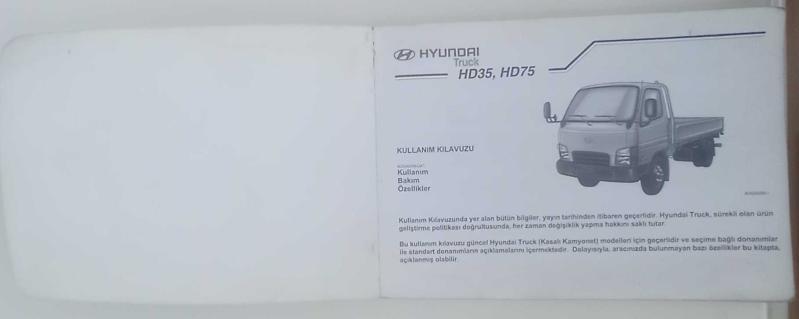 HYUNDAI
Truck
HD35, HD75
KULLANIM KILAVUZU
Kullanım
Bakım
Özellikler
Kullanım Kılavuzunda yer alan bütün bilgiler, yayın tarihinden itibaren geçerlidir. Hyundai Truck, sürekli olan ürün
geliştirme politikası doğrultusunda, her zaman değişiklik yapma hakkını saklı tutar.
Bu kullanım kılavuzu güncel Hyundai Truck (Kasalı Kamyonet) modelleri için geçerlidir ve seçime bağlı donanımlar
ile standart donanımların açıklamalarını içermektedir. Dolayısıyla, aracınızda bulunmayan bazı özellikler bu kitapta,
açıklanmış olabilir.